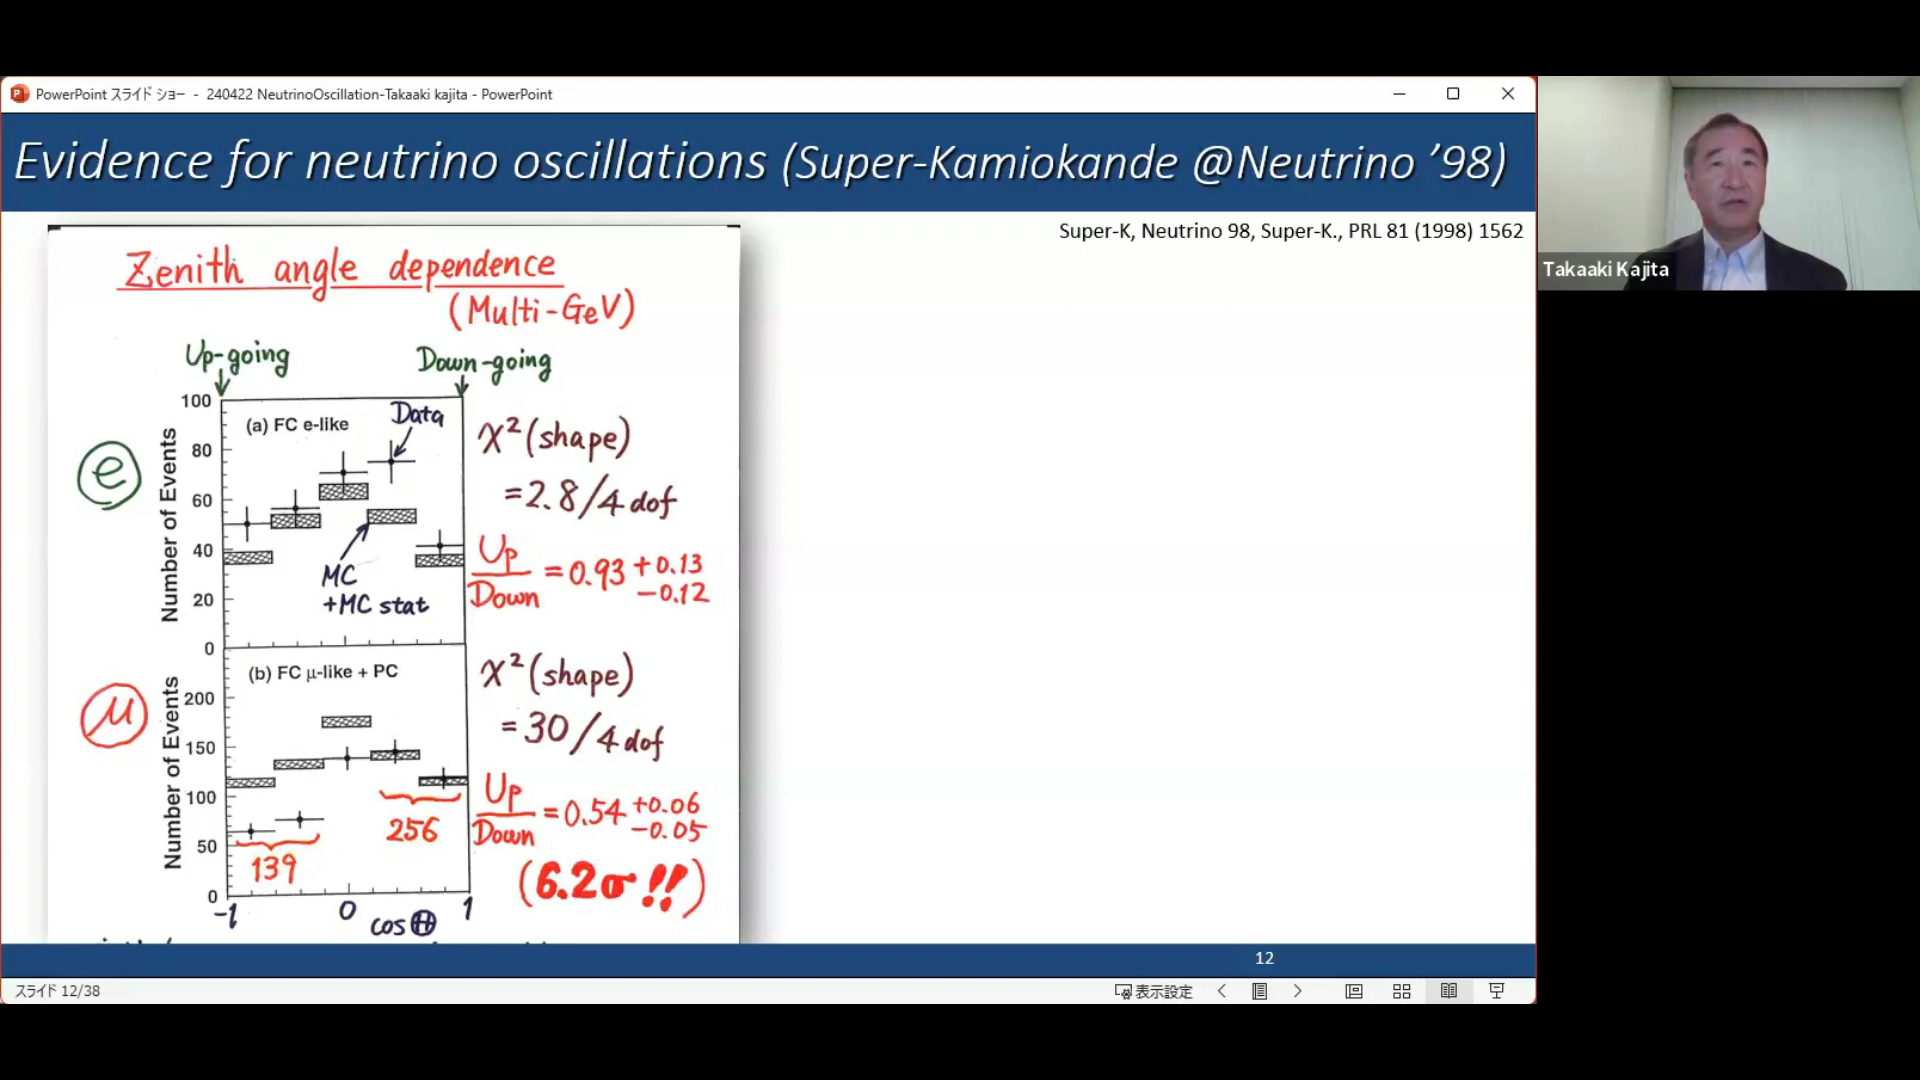 PowerPoint スライド ショー - 240422 NeutrinoOscillation-Takaaki kajita - PowerPoint
Evidence for neutrino oscillations (Super-Kamiokande @Neutrino ’98)
Super-K, Neutrino 98, Super-K., PRL 81 (1998) 1562
Takaaki Kajita
Zenith angle dependence
(Multi-GeV)
Up-going
Down-going
100
80
60
40
20
0
Number of Events
(a) FC e-like
Data
MC
+MC stat
e
χ²(shape)
=2.8/4 dof
Up
Down
=0.93 +0.13
-0.12
200
150
100
50
0
Number of Events
(b) FC μ-like + PC
μ
139
256
χ²(shape)
=30/4 dof
Up
Down
=0.54 +0.06
-0.05
(6.2σ!!)
-1
0
cosΘ
1
12
スライド 12/38
表示設定